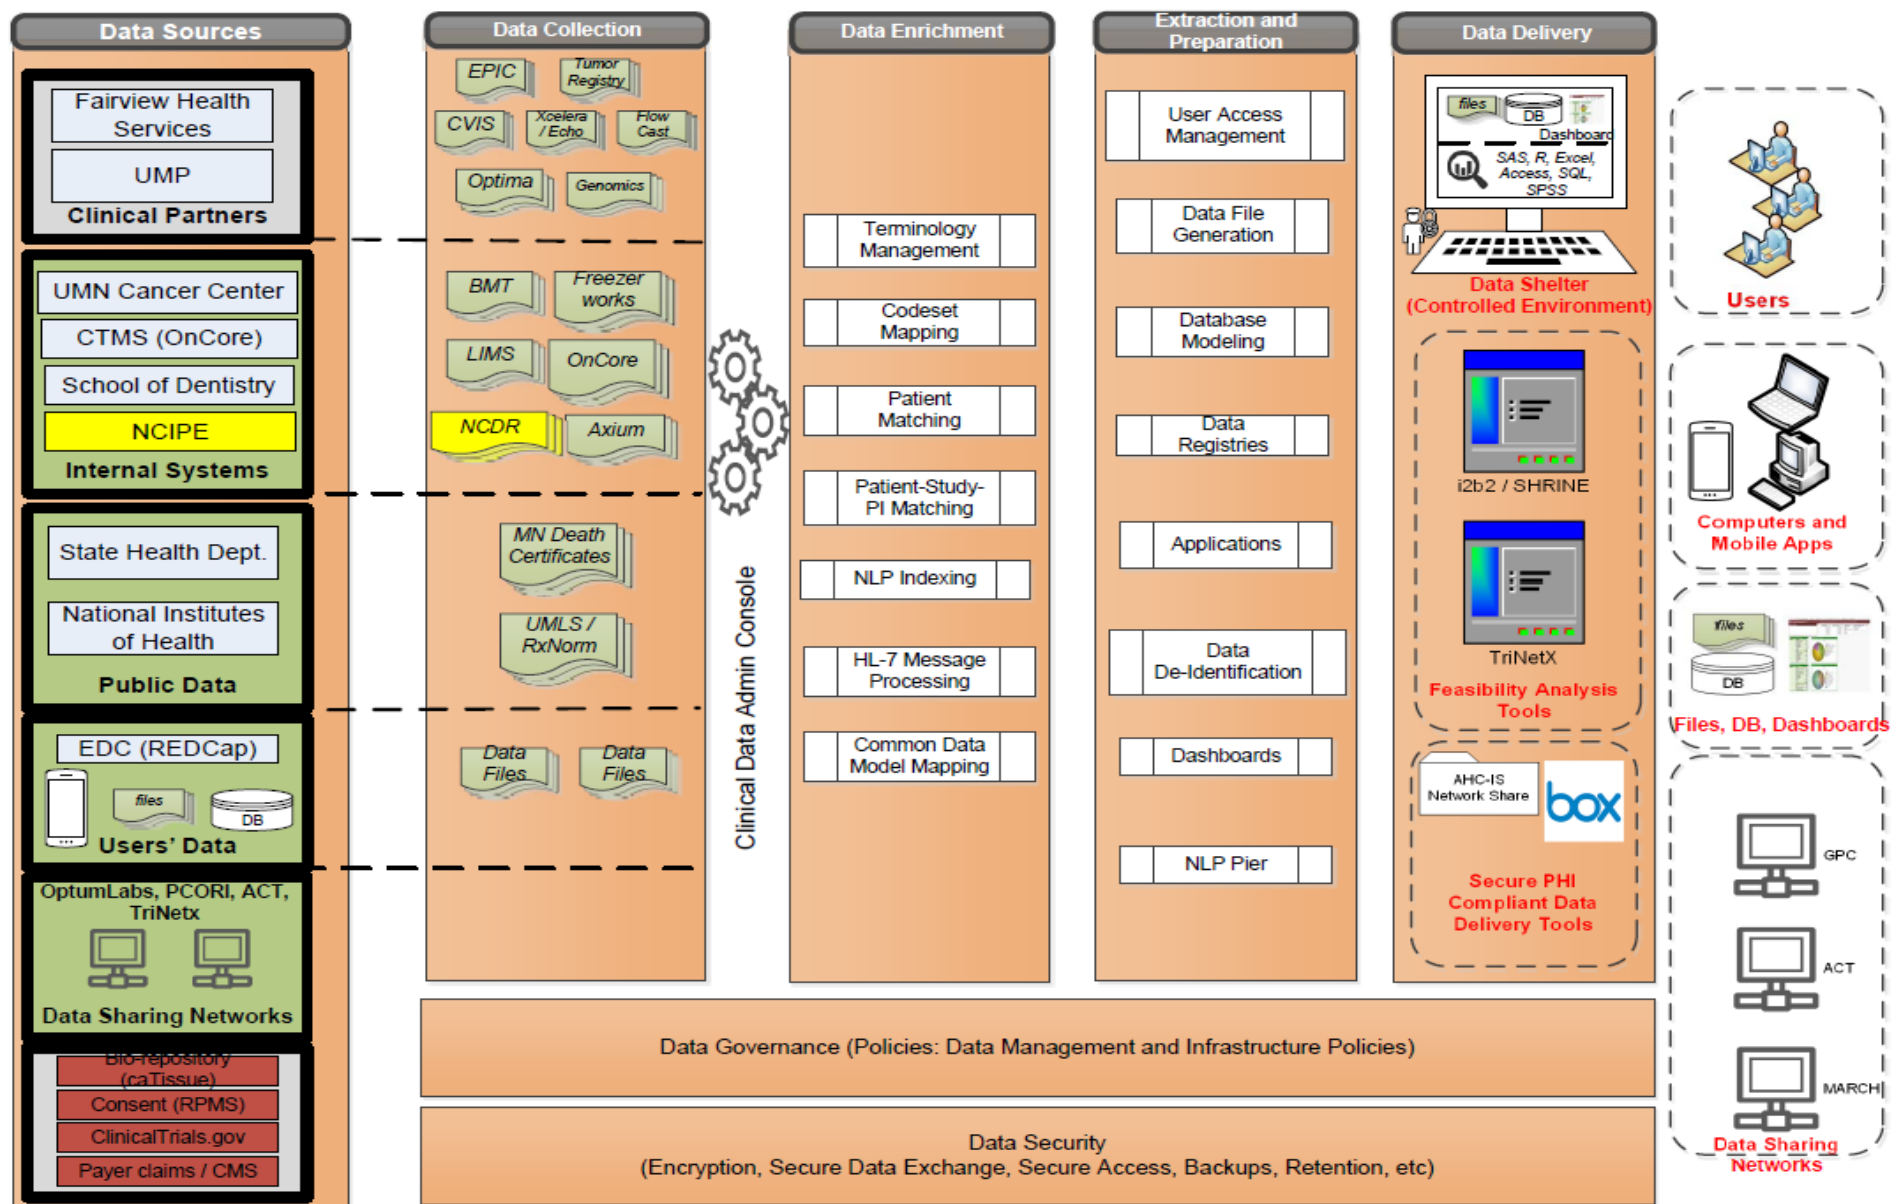 Data Sources
Fairview Health
Services
UMP
Clinical Partners
UMN Cancer Center
CTMS (OnCore)
School of Dentistry
NCIPE
Internal Systems
State Health Dept.
National Institutes
of Health
Public Data
EDC (REDCap)
files
DB
Users' Data
OptumLabs, PCORI, ACT,
TriNetx
Data Sharing Networks
Bio-repository
(caTissue)
Consent (RPMS)
ClinicalTrials.gov
Payer claims / CMS
Data Collection
EPIC
Tumor
Registry
CVIS
Xcelera
/ Echo
Flow
Cast
Optima
Genomics
BMT
Freezer
works
LIMS
OnCore
NCDR
Axium
MN Death
Certificates
UMLS /
RxNorm
Data
Files
Data
Files
Clinical Data Admin Console
Data Enrichment
Terminology
Management
Codeset
Mapping
Patient
Matching
Patient-Study-
PI Matching
NLP Indexing
HL-7 Message
Processing
Common Data
Model Mapping
Extraction and
Preparation
User Access
Management
Data File
Generation
Database
Modeling
Data
Registries
Applications
Data
De-Identification
Dashboards
NLP Pier
Data Delivery
files
DB
Dashboard
SAS, R, Excel,
Access, SQL,
SPSS
Data Shelter
(Controlled Environment)
i2b2 / SHRINE
TriNetX
Feasibility Analysis
Tools
AHC-IS
Network Share
box
Secure PHI
Compliant Data
Delivery Tools
Users
Computers and
Mobile Apps
files
DB
Files, DB, Dashboards
GPC
ACT
MARCH
Data Sharing
Networks
Data Governance (Policies: Data Management and Infrastructure Policies)
Data Security
(Encryption, Secure Data Exchange, Secure Access, Backups, Retention, etc)